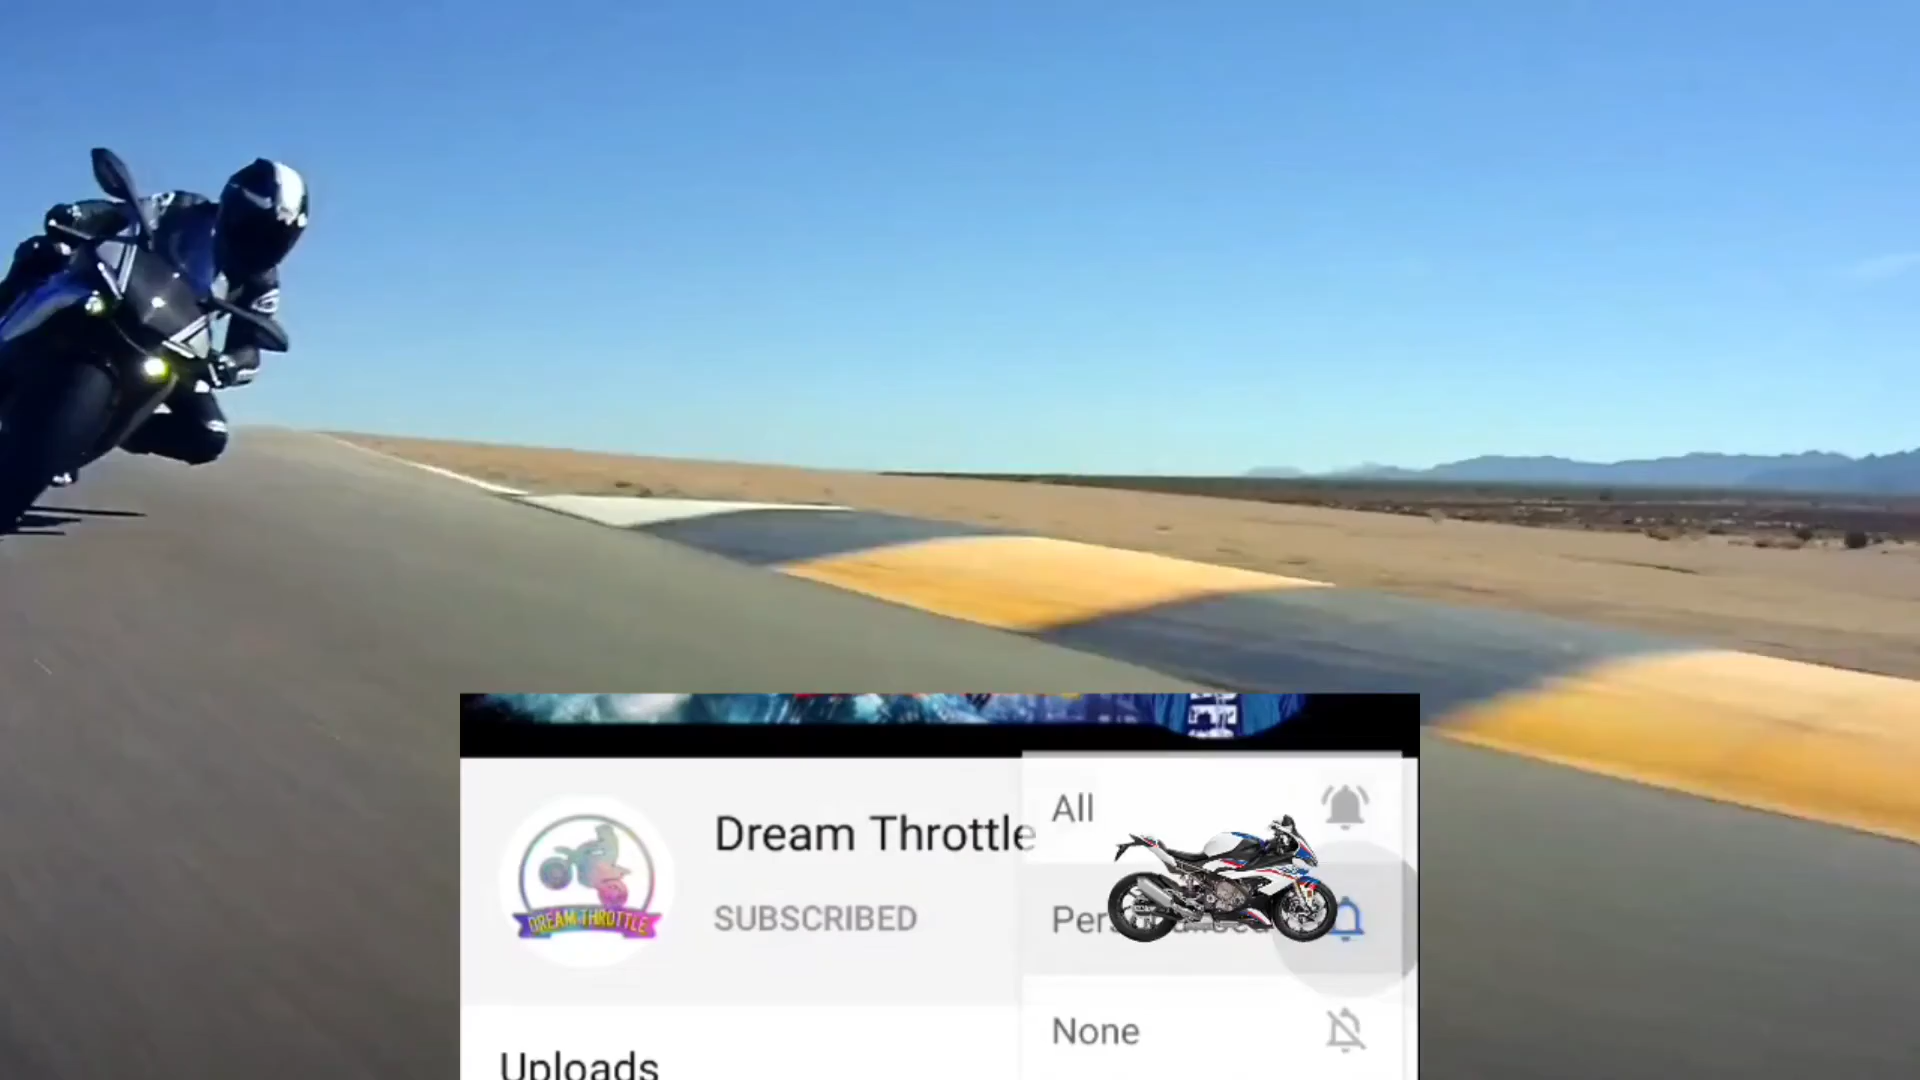 Dream Throttle
SUBSCRIBED
DREAM THROTTLE
All
None
Uploads